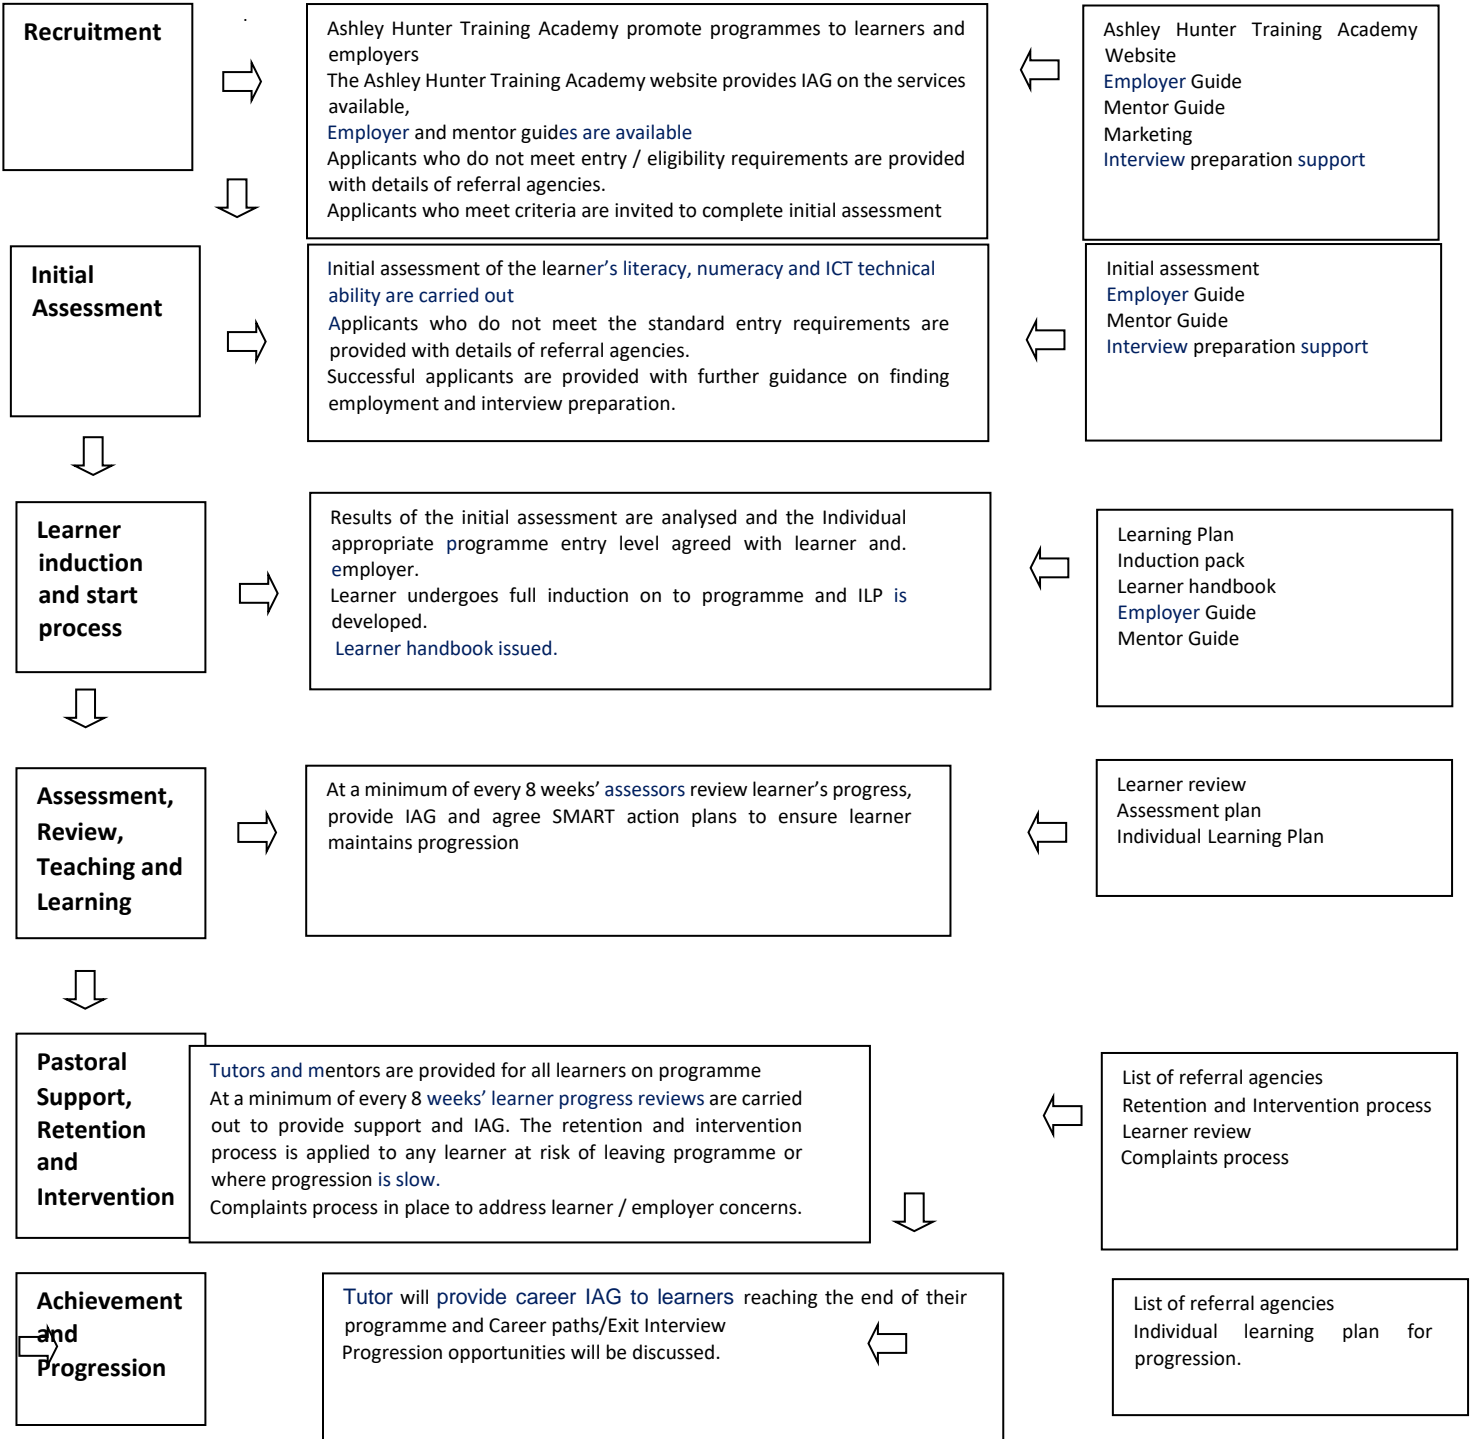 Recruitment
Ashley Hunter Training Academy promote programmes to learners and
employers
The Ashley Hunter Training Academy website provides IAG on the services
available,
Employer and mentor guides are available
Applicants who do not meet entry / eligibility requirements are provided
with details of referral agencies.
Applicants who meet criteria are invited to complete initial assessment
Ashley Hunter Training Academy
Website
Employer Guide
Mentor Guide
Marketing
Interview preparation support
Initial
Assessment
Initial assessment of the learner's literacy, numeracy and ICT technical
ability are carried out
Applicants who do not meet the standard entry requirements are
provided with details of referral agencies.
Successful applicants are provided with further guidance on finding
employment and interview preparation.
Initial assessment
Employer Guide
Mentor Guide
Interview preparation support
Learner
induction
and start
process
Results of the initial assessment are analysed and the Individual
appropriate programme entry level agreed with learner and.
employer.
Learner undergoes full induction on to programme and ILP is
developed.
Learner handbook issued.
Learning Plan
Induction pack
Learner handbook
Employer Guide
Mentor Guide
Assessment,
Review,
Teaching and
Learning
At a minimum of every 8 weeks' assessors review learner's progress,
provide IAG and agree SMART action plans to ensure learner
maintains progression
Learner review
Assessment plan
Individual Learning Plan
Pastoral
Support,
Retention
and
Intervention
Tutors and mentors are provided for all learners on programme
At a minimum of every 8 weeks' learner progress reviews are carried
out to provide support and IAG. The retention and intervention
process is applied to any learner at risk of leaving programme or
where progression is slow.
Complaints process in place to address learner / employer concerns.
List of referral agencies
Retention and Intervention process
Learner review
Complaints process
Achievement
and
Progression
Tutor will provide career IAG to learners reaching the end of their
programme and Career paths/Exit Interview
Progression opportunities will be discussed.
List of referral agencies
Individual learning plan for
progression.